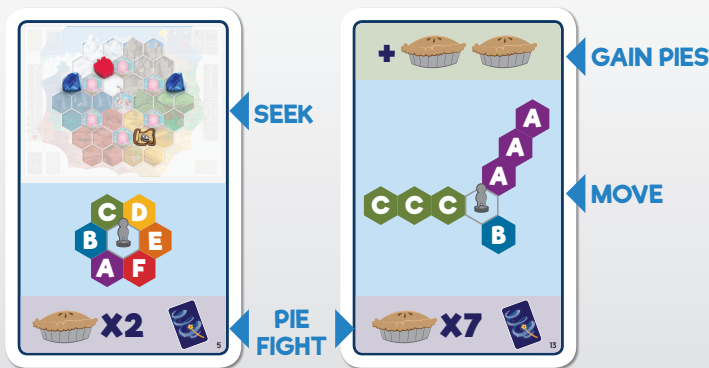 SEEK
C D
B E
A F
X2
5
PIE
FIGHT
+
GAIN PIES
A
A
A
C C C
B
MOVE
X7
13